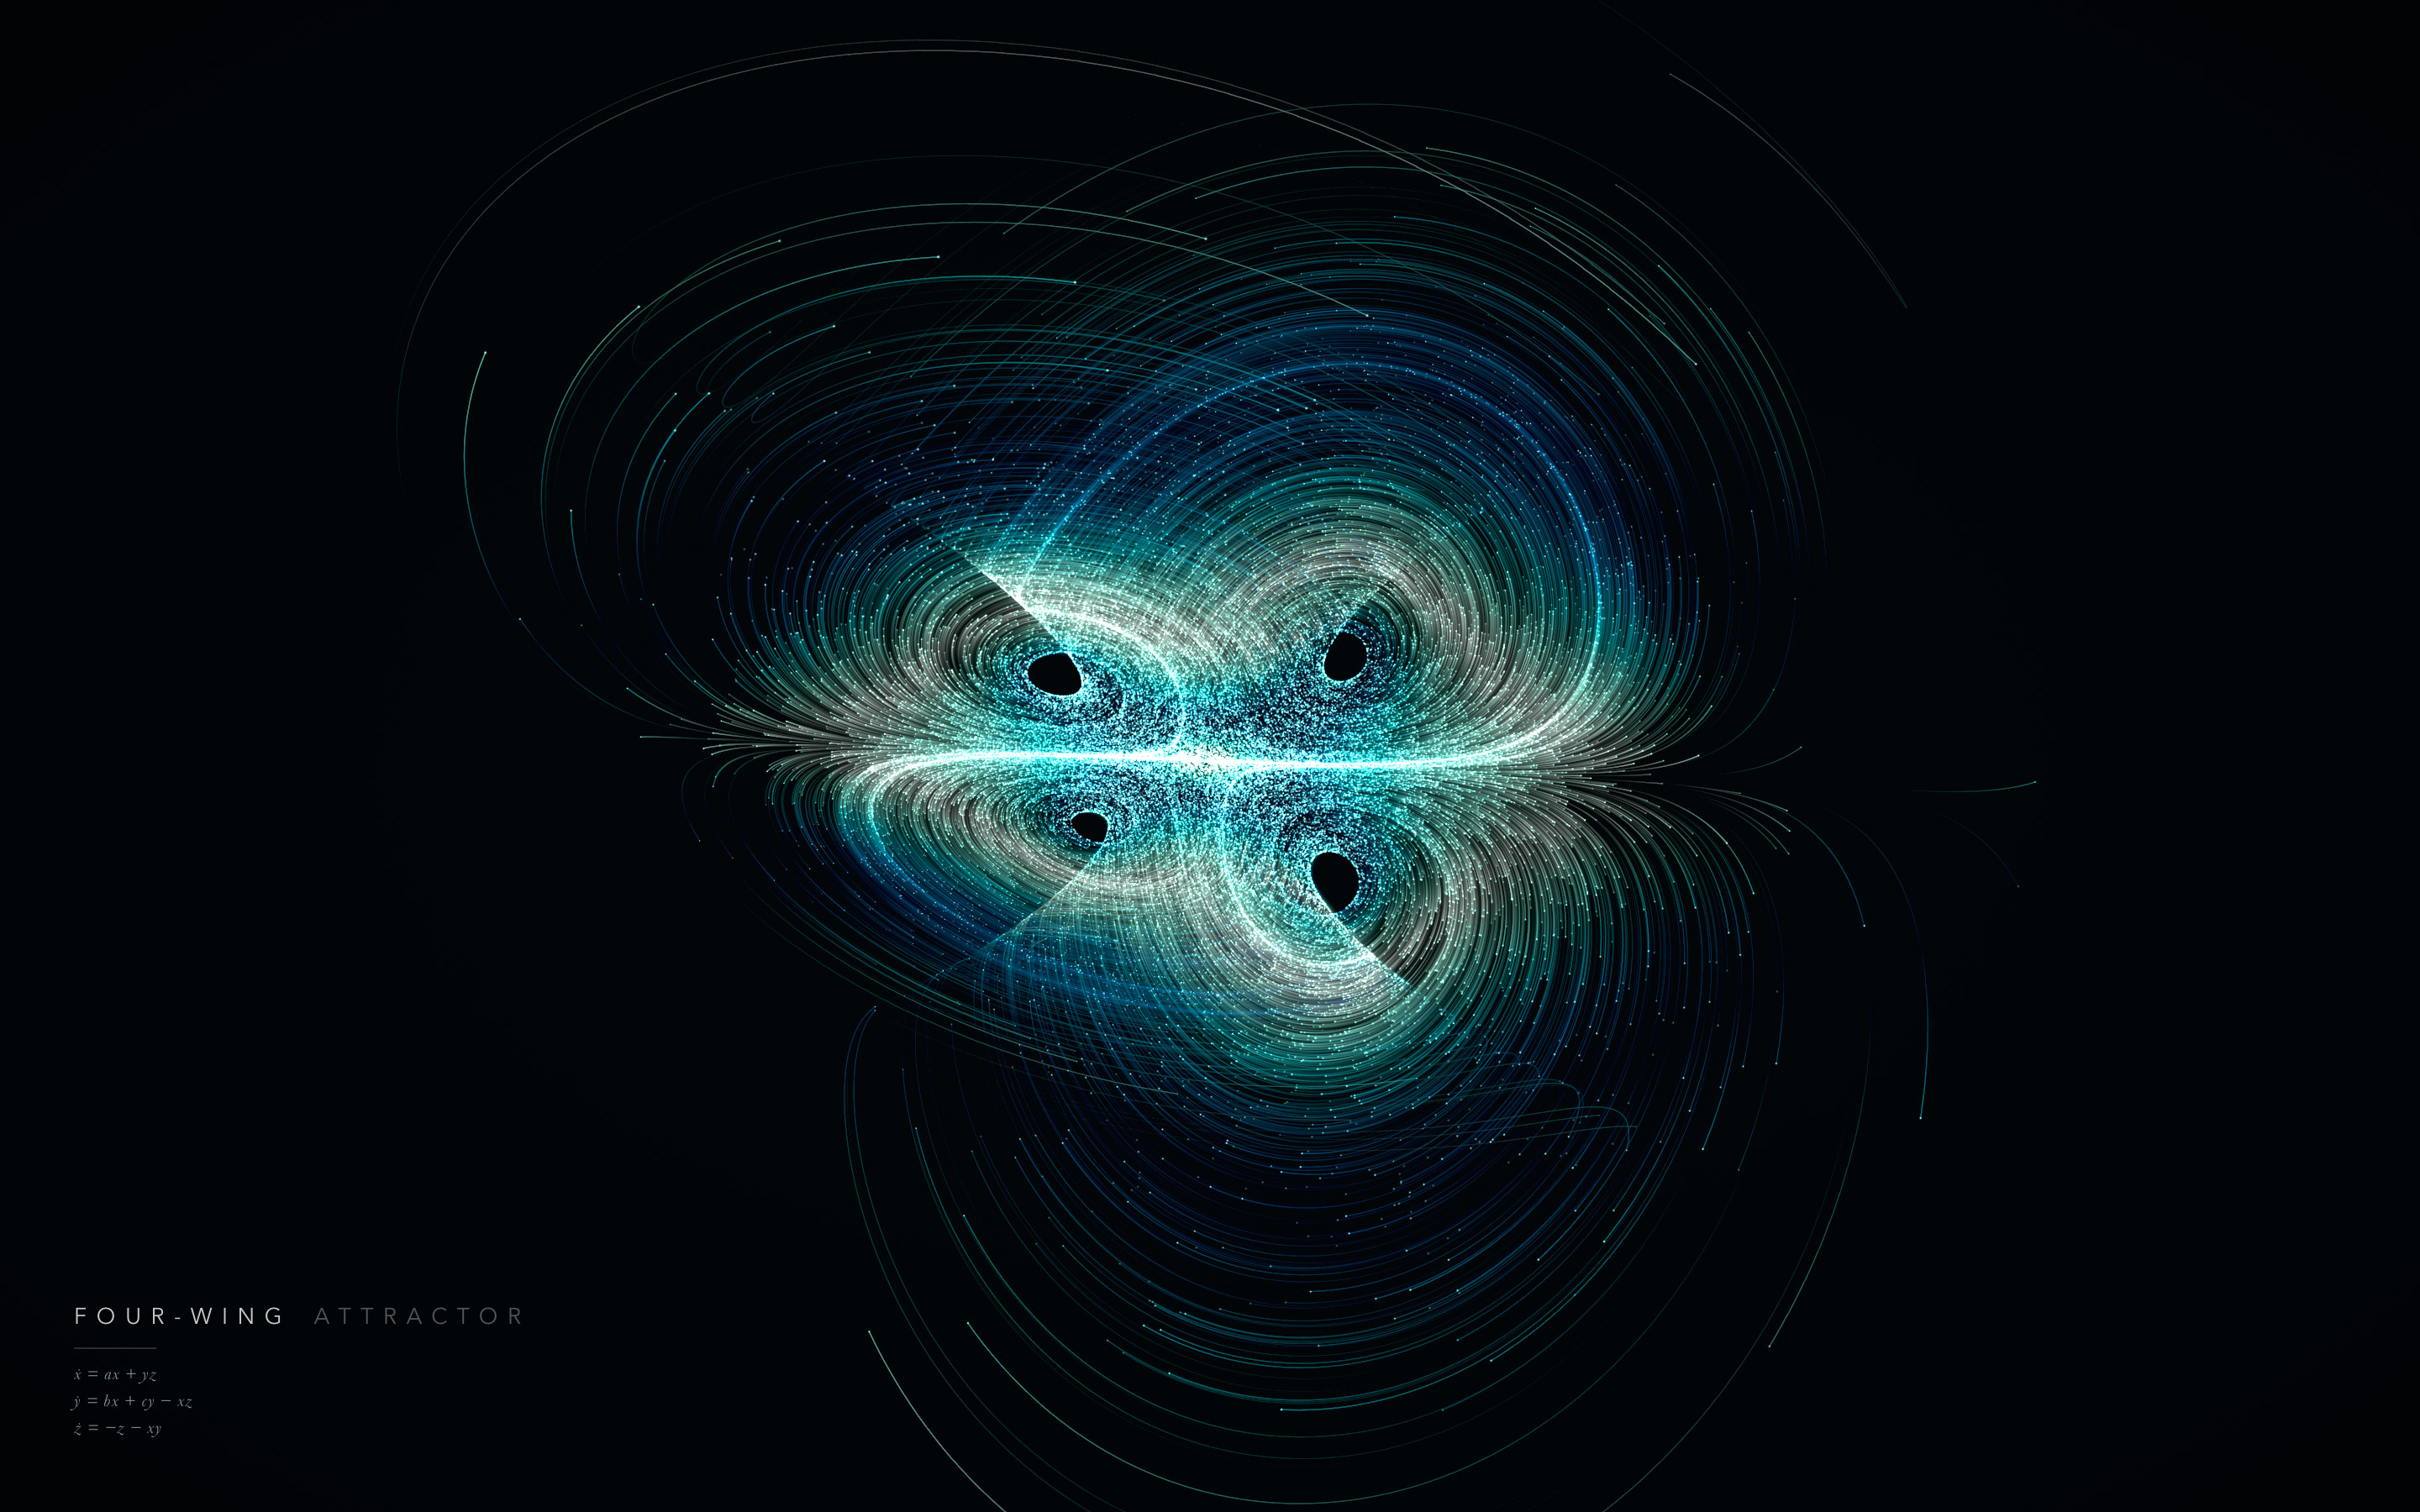 FOUR-WING ATTRACTOR
ẋ = ax + yz
ẏ = bx + cy − xz
ż = −z − xy